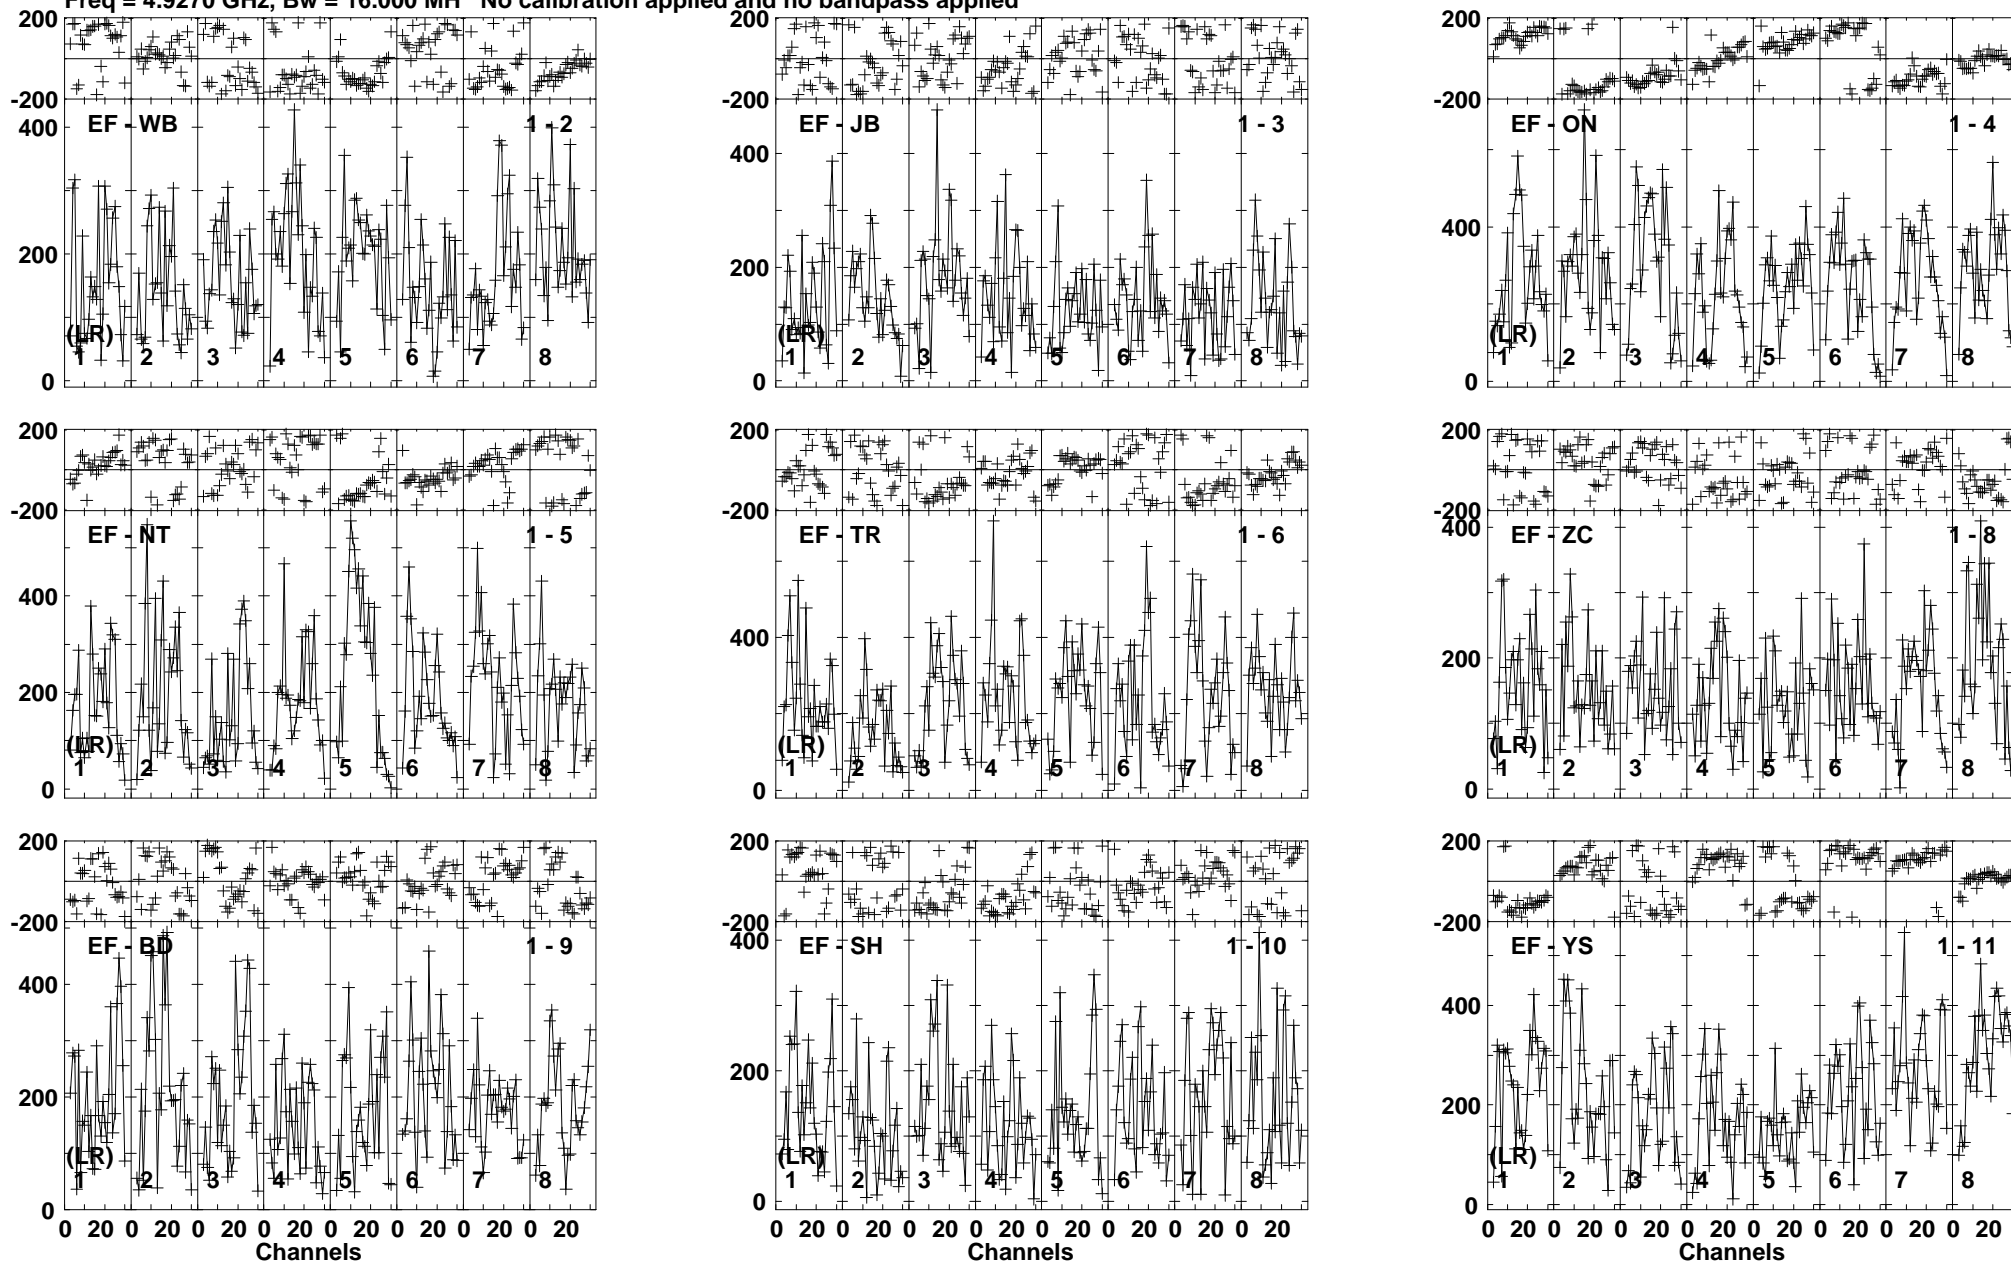 Freq = 4.9270 GHz, Bw = 16.000 MH No calibration applied and no bandpass applied
200 200 200
-200 -200 -200
EF - WB 1 - 2 EF - JB 1 - 3 EF - ON 1 - 4
400 400 400
200 200
(LR) (LR) (LR)
1 2 3 4 5 6 7 8 1 2 3 4 5 6 7 8 1 2 3 4 5 6 7 8
0 0 0
200 200 200
-200 -200 -200
EF - NT 1 - 5 EF - TR 1 - 6 EF - ZC 1 - 8
400 400 400
200 200
(LR) (LR) (LR)
1 2 3 4 5 6 7 8 1 2 3 4 5 6 7 8 1 2 3 4 5 6 7 8
0 0 0
200 200 200
-200 -200 -200
EF - BD 1 - 9 EF - SH 1 - 10 EF - YS 1 - 11
400 400 400
200 200 200
(LR) (LR) (LR)
1 2 3 4 5 6 7 8 1 2 3 4 5 6 7 8 1 2 3 4 5 6 7 8
0 0 0
0 20 0 20 0 20 0 20 0 20 0 20 0 20 0 20 0 20 0 20 0 20 0 20 0 20 0 20 0 20 0 20 0 20 0 20 0 20 0 20 0 20 0 20 0 20 0 20
Channels Channels Channels